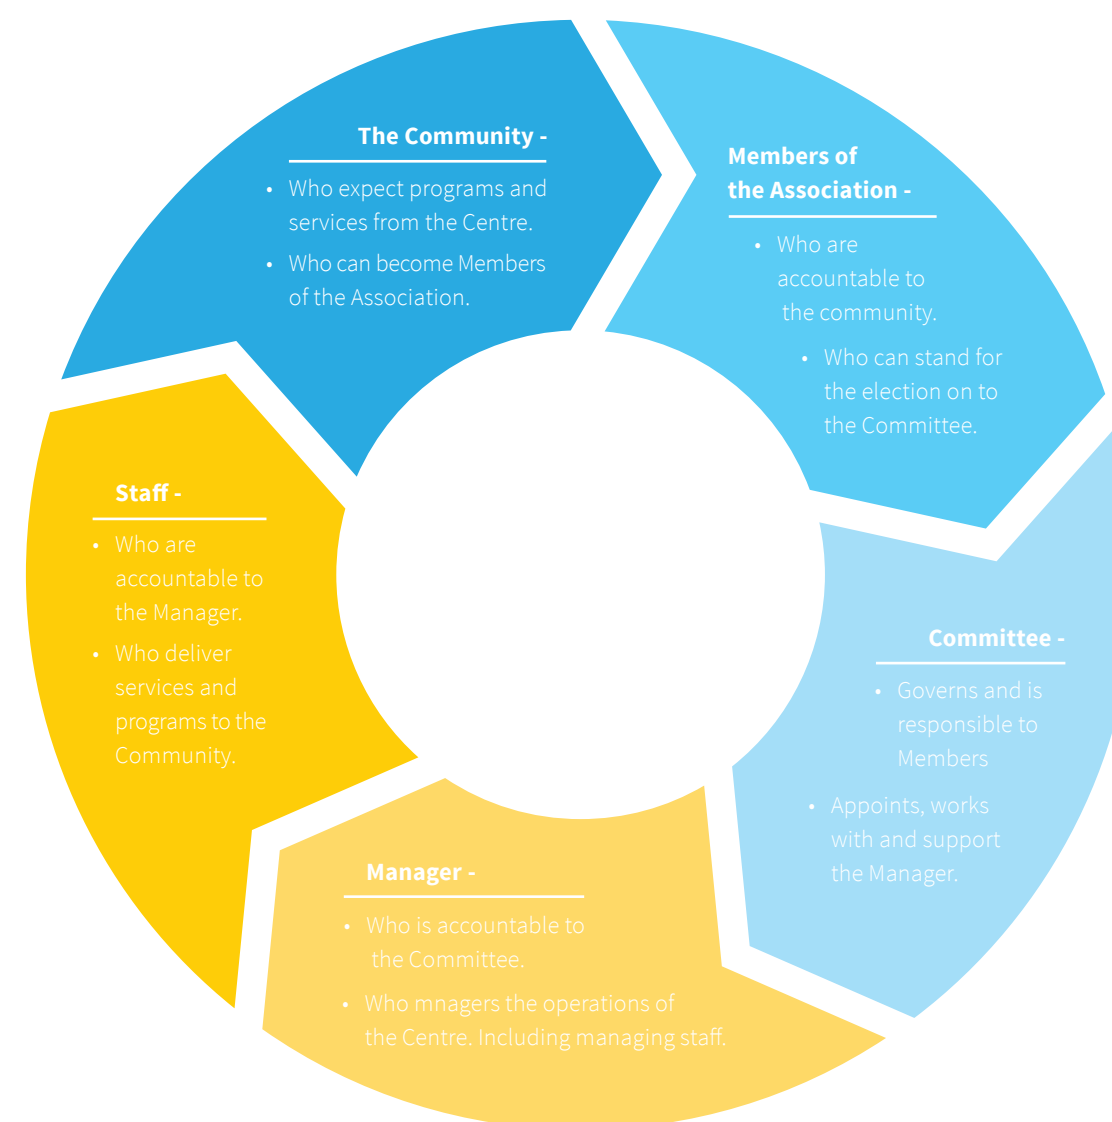 The Community -
• Who expect programs and
services from the Centre.
• Who can become Members
of the Association.
Members of
the Association -
• Who are
accountable to
the community.
• Who can stand for
the election on to
the Committee.
Committee -
• Governs and is
responsible to
Members
• Appoints, works
with and support
the Manager.
Manager -
• Who is accountable to
the Committee.
• Who mnagers the operations of
the Centre. Including managing staff.
Staff -
• Who are
accountable to
the Manager.
• Who deliver
services and
programs to the
Community.